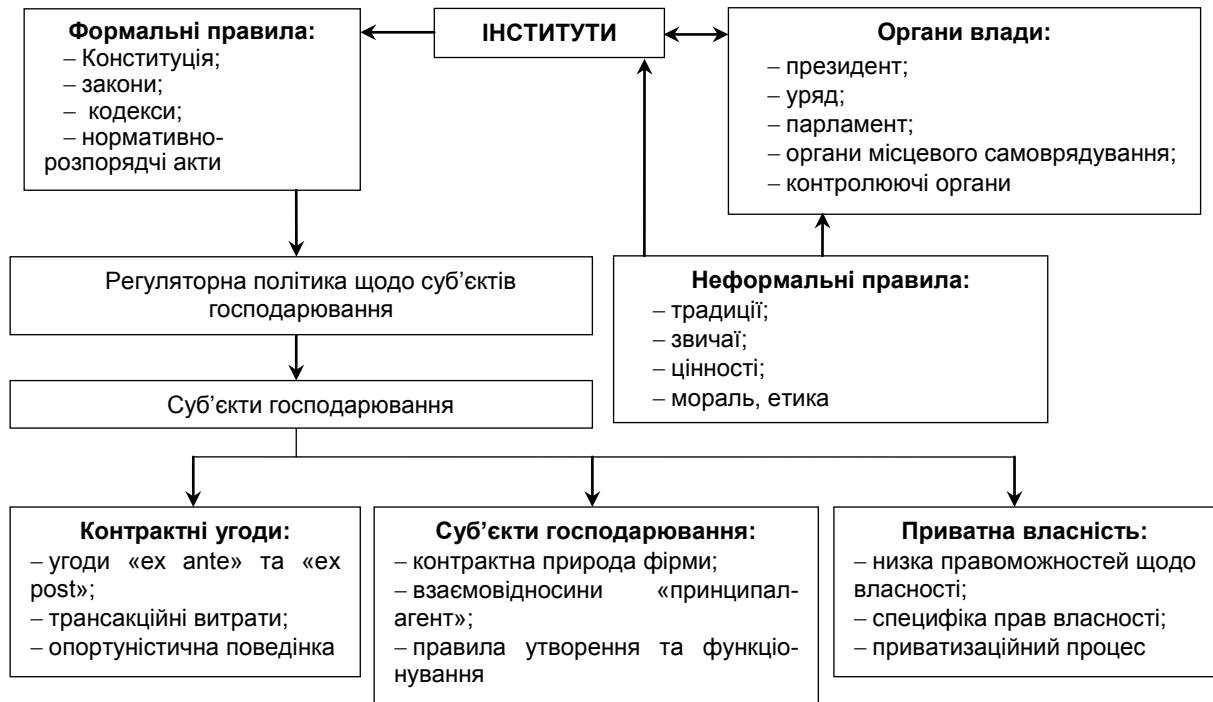 Формальні правила:
– Конституція;
– закони;
– кодекси;
– нормативно-
розпорядчі акти
ІНСТИТУТИ
Органи влади:
– президент;
– уряд;
– парламент;
– органи місцевого самоврядування;
– контролюючі органи
Регуляторна політика щодо суб’єктів
господарювання
Неформальні правила:
– традиції;
– звичаї;
– цінності;
– мораль, етика
Суб’єкти господарювання
Контрактні угоди:
– угоди «ex ante» та «ex
post»;
– трансакційні витрати;
– опортуністична поведінка
Суб’єкти господарювання:
– контрактна природа фірми;
– взаємовідносини «принципал-
агент»;
– правила утворення та функціо-
нування
Приватна власність:
– низка правоможностей щодо
власності;
– специфіка прав власності;
– приватизаційний процес